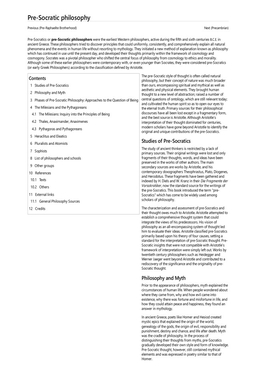 Pre-Socratic philosophy
Previous (Pre-Raphaelite Brotherhood)
Next (Presentism)
Pre-Socratic or pre-Socratic philosophers were the earliest Western philosophers, active during the fifth and sixth centuries B.C.E. in
ancient Greece. These philosophers tried to discover principles that could uniformly, consistently, and comprehensively explain all natural
phenomena and the events in human life without resorting to mythology. They initiated a new method of explanation known as philosophy
which has continued in use until the present day, and developed their thoughts primarily within the framework of cosmology and
cosmogony. Socrates was a pivotal philosopher who shifted the central focus of philosophy from cosmology to ethics and morality.
Although some of these earlier philosophers were contemporary with, or even younger than Socrates, they were considered pre-Socratics
(or early Greek Philosophers) according to the classification defined by Aristotle.
Contents
1 Studies of Pre-Socratics
2 Philosophy and Myth
3 Phases of Pre-Socratic Philosophy: Approaches to the Question of Being
4 The Milesians and the Pythagoreans
4.1 The Milesians: Inquiry into the Principle of Being
4.2 Thales, Anaximander, Anaximenes
4.3 Pythagoras and Pythagoreans
5 Heraclitus and Eleatics
6 Pluralists and Atomists
7 Sophists
8 List of philosophers and schools
9 Other groups
10 References
10.1 Texts
10.2 Others
11 External links
11.1 General Philosophy Sources
12 Credits
The pre-Socratic style of thought is often called natural
philosophy, but their concept of nature was much broader
than ours, encompassing spiritual and mythical as well as
aesthetic and physical elements. They brought human
thought to a new level of abstraction; raised a number of
central questions of ontology, which are still relevant today;
and cultivated the human spirit so as to open our eyes to
the eternal truth. Primary sources for their philosophical
discourses have all been lost except in a fragmentary form
and the best source is Aristotle. Although Aristotle's
interpretation of their thought dominated for centuries,
modern scholars have gone beyond Aristotle to identify the
original and unique contributions of the pre-Socratics.
Studies of Pre-Socratics
The study of ancient thinkers is restricted by a lack of
primary sources. Their original writings were lost and only
fragments of their thoughts, words, and ideas have been
preserved in the works of other authors. The main
secondary sources are works by Aristotle, and his
contemporary doxographers Theophrastus, Plato, Diogenes,
and Herodotus. These fragments have been gathered and
indexed by H. Diels and W. Kranz in their Die Fragmente der
Vorsokratiker, now the standard source for the writings of
the pre-Socratics. This book introduced the term "pre-
Socratics" which has come to be widely used among
scholars of philosophy.
The characterization and assessment of pre-Socratics and
their thought owes much to Aristotle. Aristotle attempted to
establish a comprehensive thought system that could
integrate the views of his predecessors. His vision of
philosophy as an all-encompassing system of thought led
him to evaluate their ideas. Aristotle classified pre-Socratics
primarily based upon his theory of four causes, setting a
standard for the interpretation of pre-Socratic thought. Pre-
Socratic insights that were not compatible with Aristotle's
framework of interpretation were simply left out. Works by
twentieth century philosophers such as Heidegger and
Werner Jaeger went beyond Aristotle and contributed to a
rediscovery of the significance and the originality of pre-
Socratic thought.
Philosophy and Myth
Prior to the appearance of philosophers, myth explained the
circumstances of human life. When people wondered about
where they came from, why and how evil came into
existence, why there was fortune and misfortune in life, and
how they could attain peace and happiness, they found an
answer in mythology.
In ancient Greece, poets like Homer and Hesiod created
mythic epics that explained the origin of the world,
genealogy of the gods, the origin of evil, responsibility and
punishment, destiny and chance, and life after death. Myth
was the cradle of philosophy. In the process of
distinguishing their thoughts from myths, pre-Socratics
gradually developed their own style and form of knowledge.
Pre-Socratic thought, however, still contained mythical
elements and was expressed in poetry, similar to that of
Homer.